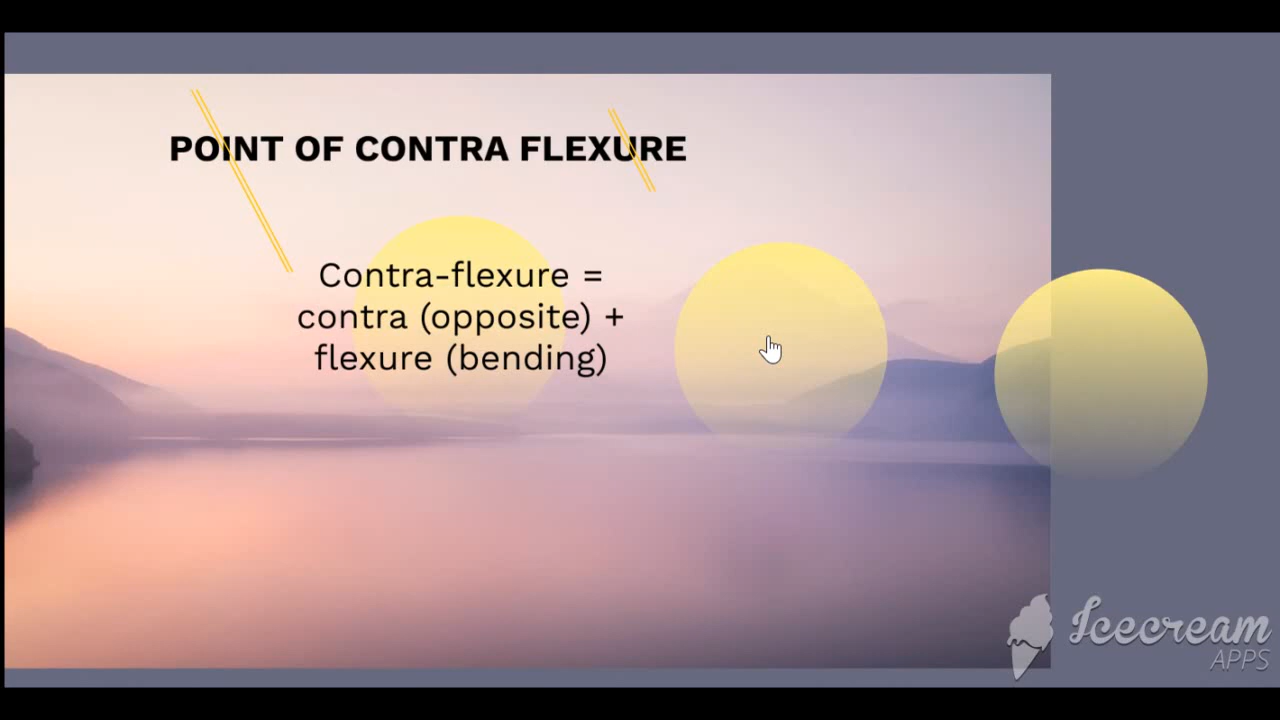 POINT OF CONTRA FLEXURE
Contra-flexure =
contra (opposite) +
flexure (bending)
Icecream
APPS